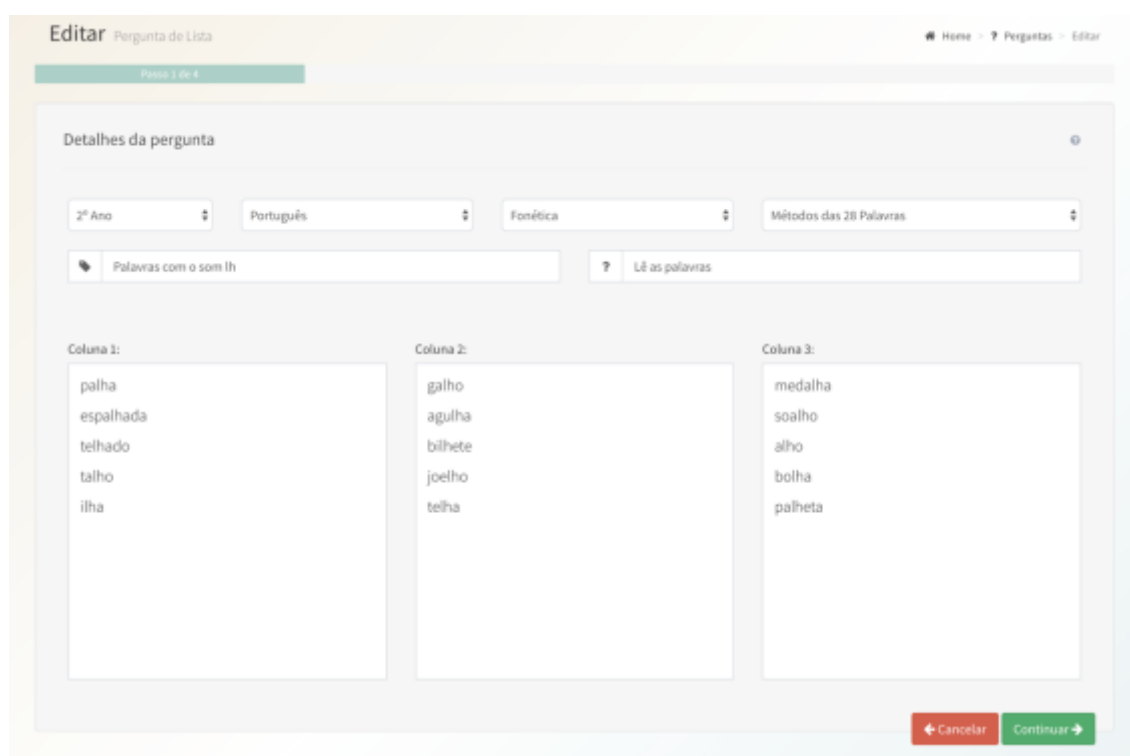 Editar Pergunta de Lista
Home > ? Perguntas > Editar
Passo 1 de 4
Detalhes da pergunta
2º Ano
Português
Fonética
Métodos das 28 Palavras
Palavras com o som lh
? Lê as palavras
Coluna 1:
palha
espalhada
telhado
talho
ilha
Coluna 2:
galho
agulha
bilhete
joelho
telha
Coluna 3:
medalha
soalho
alho
bolha
palheta
Cancelar
Continuar